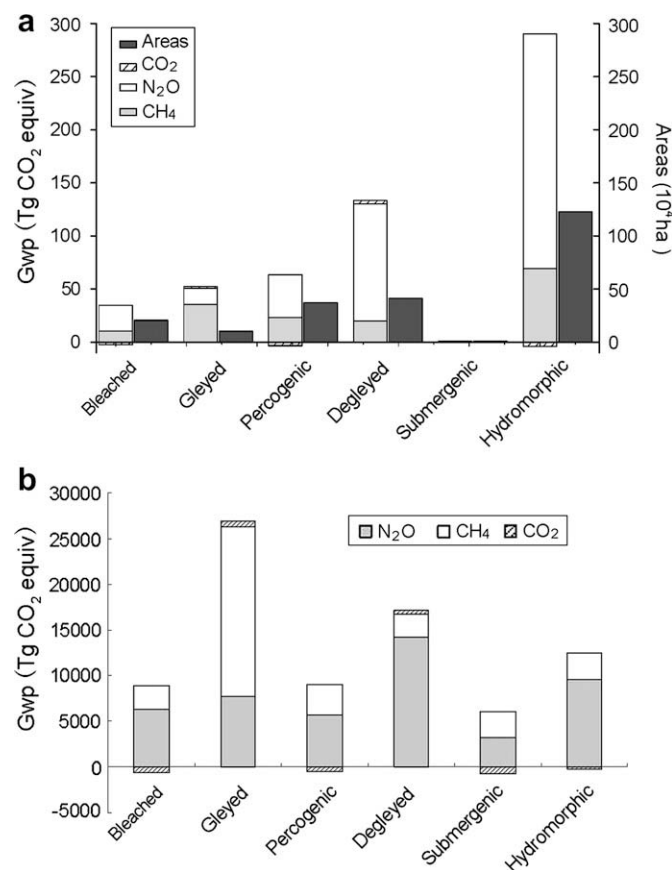 a
Areas
CO₂
N₂O
CH₄
Gwp (Tg CO₂ equiv)
300
250
200
150
100
50
0
300
250
200
150
100
50
0
Areas (10⁴ha)
Bleached
Gleyed
Percogenic
Degleyed
Submergenic
Hydromorphic
b
N₂O CH₄ CO₂
Gwp (Tg CO₂ equiv)
30000
25000
20000
15000
10000
5000
0
-5000
Bleached
Gleyed
Percogenic
Degleyed
Submergenic
Hydromorphic